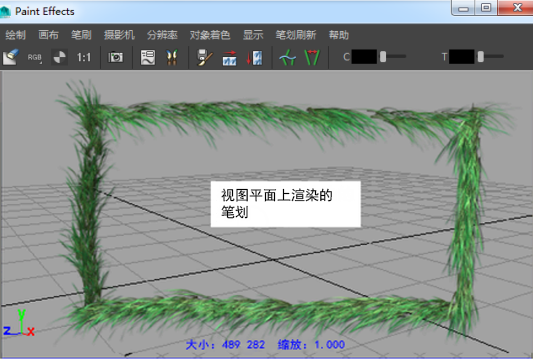 Paint Effects
绘制 画布 笔刷 摄影机 分辨率 对象着色 显示 笔划刷新 帮助
RGB 1:1 C T
视图平面上渲染的
笔划
y
z x
大小: 489 282 缩放: 1.000